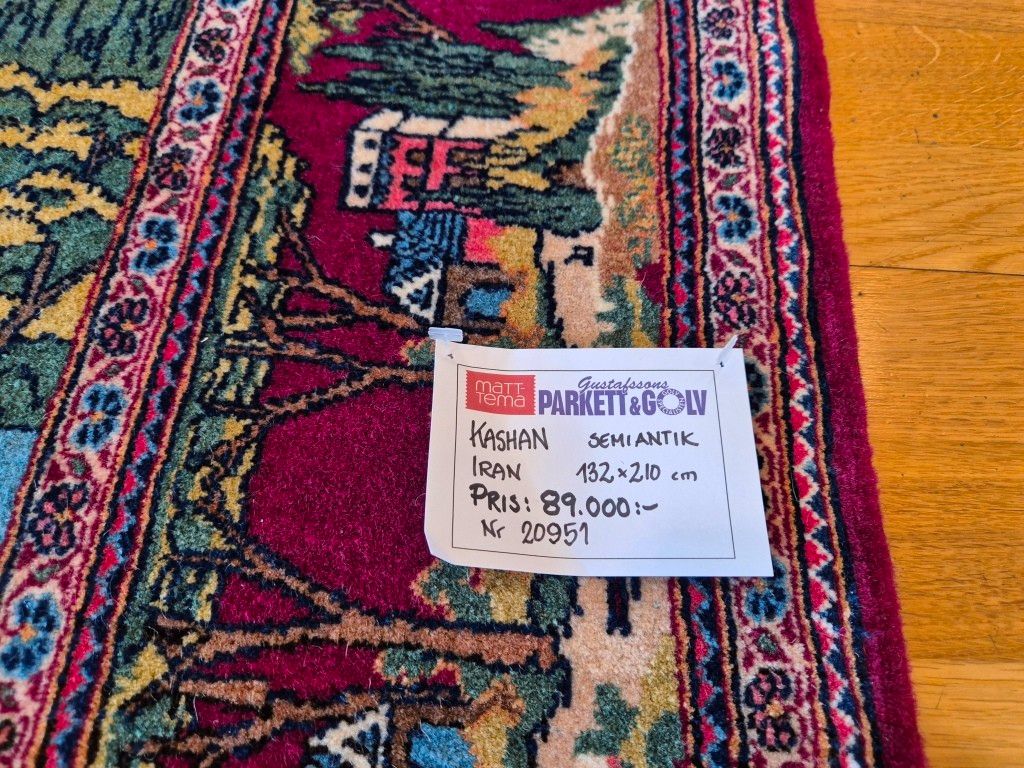 MATT-
TEMA
Gustafssons
PARKETT & GOLV
KASHAN SEMIANTIK
IRAN 132 x 210 cm
PRIS: 89.000:-
Nr 20951